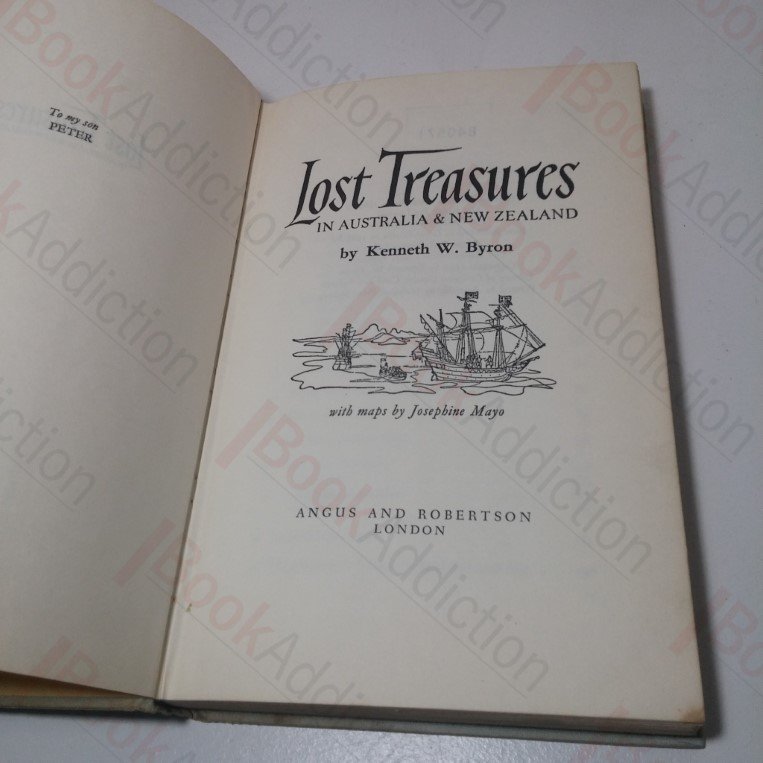 To my son
PETER
Lost Treasures
IN AUSTRALIA & NEW ZEALAND
by Kenneth W. Byron
with maps by Josephine Mayo
ANGUS AND ROBERTSON
LONDON
BookAddiction